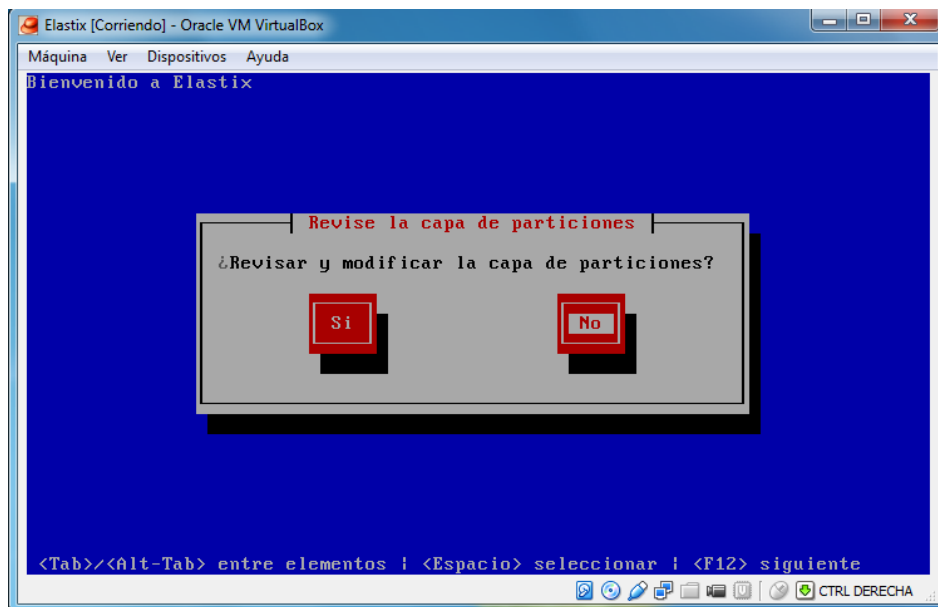 Elastix [Corriendo] - Oracle VM VirtualBox
Máquina Ver Dispositivos Ayuda
Bienvenido a Elastix
Revise la capa de particiones
¿Revisar y modificar la capa de particiones?
Si No
<Tab>/<Alt-Tab> entre elementos | <Espacio> seleccionar | <F12> siguiente
CTRL DERECHA